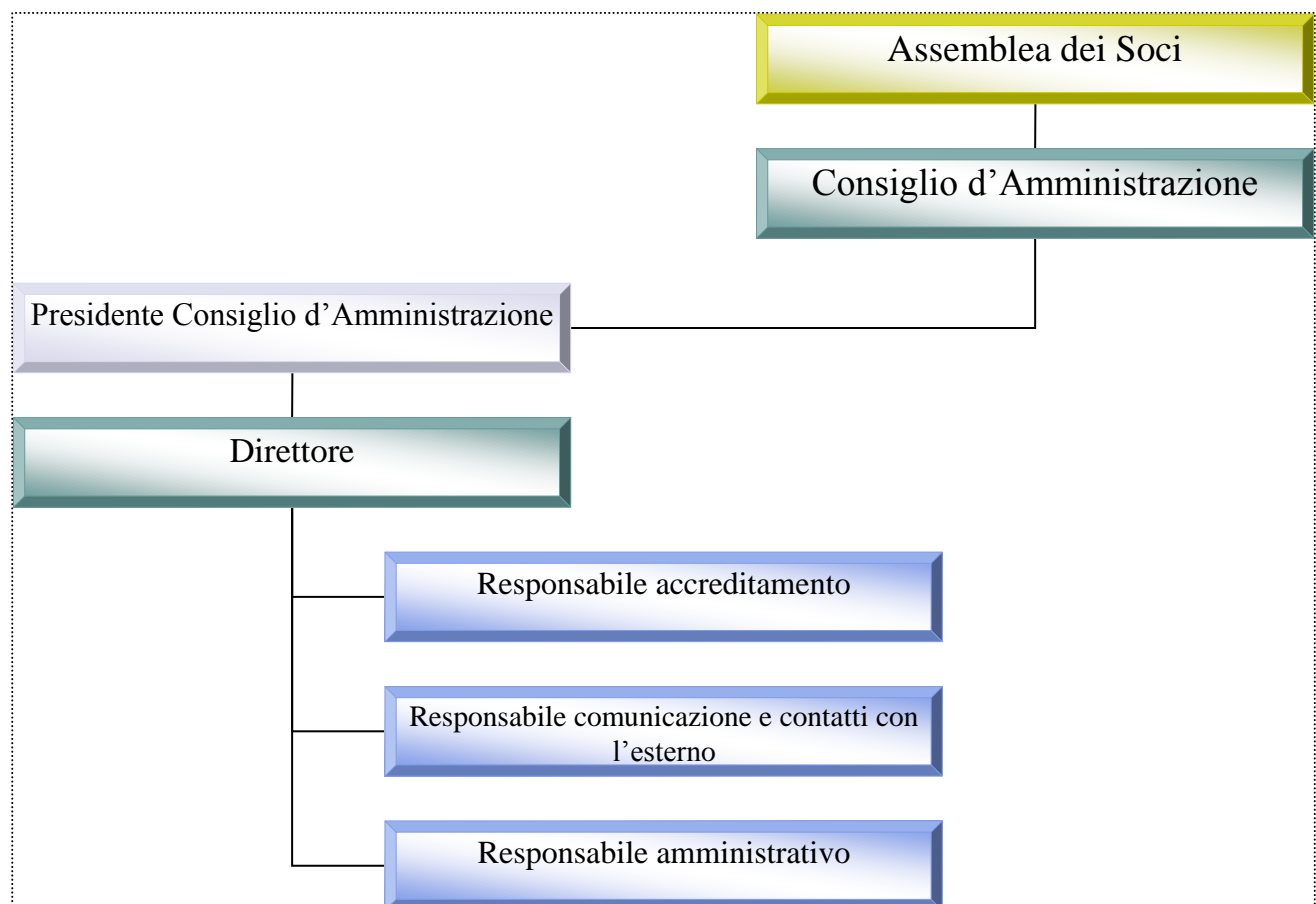 Assemblea dei Soci
Consiglio d’Amministrazione
Presidente Consiglio d’Amministrazione
Direttore
Responsabile accreditamento
Responsabile comunicazione e contatti con
l’esterno
Responsabile amministrativo